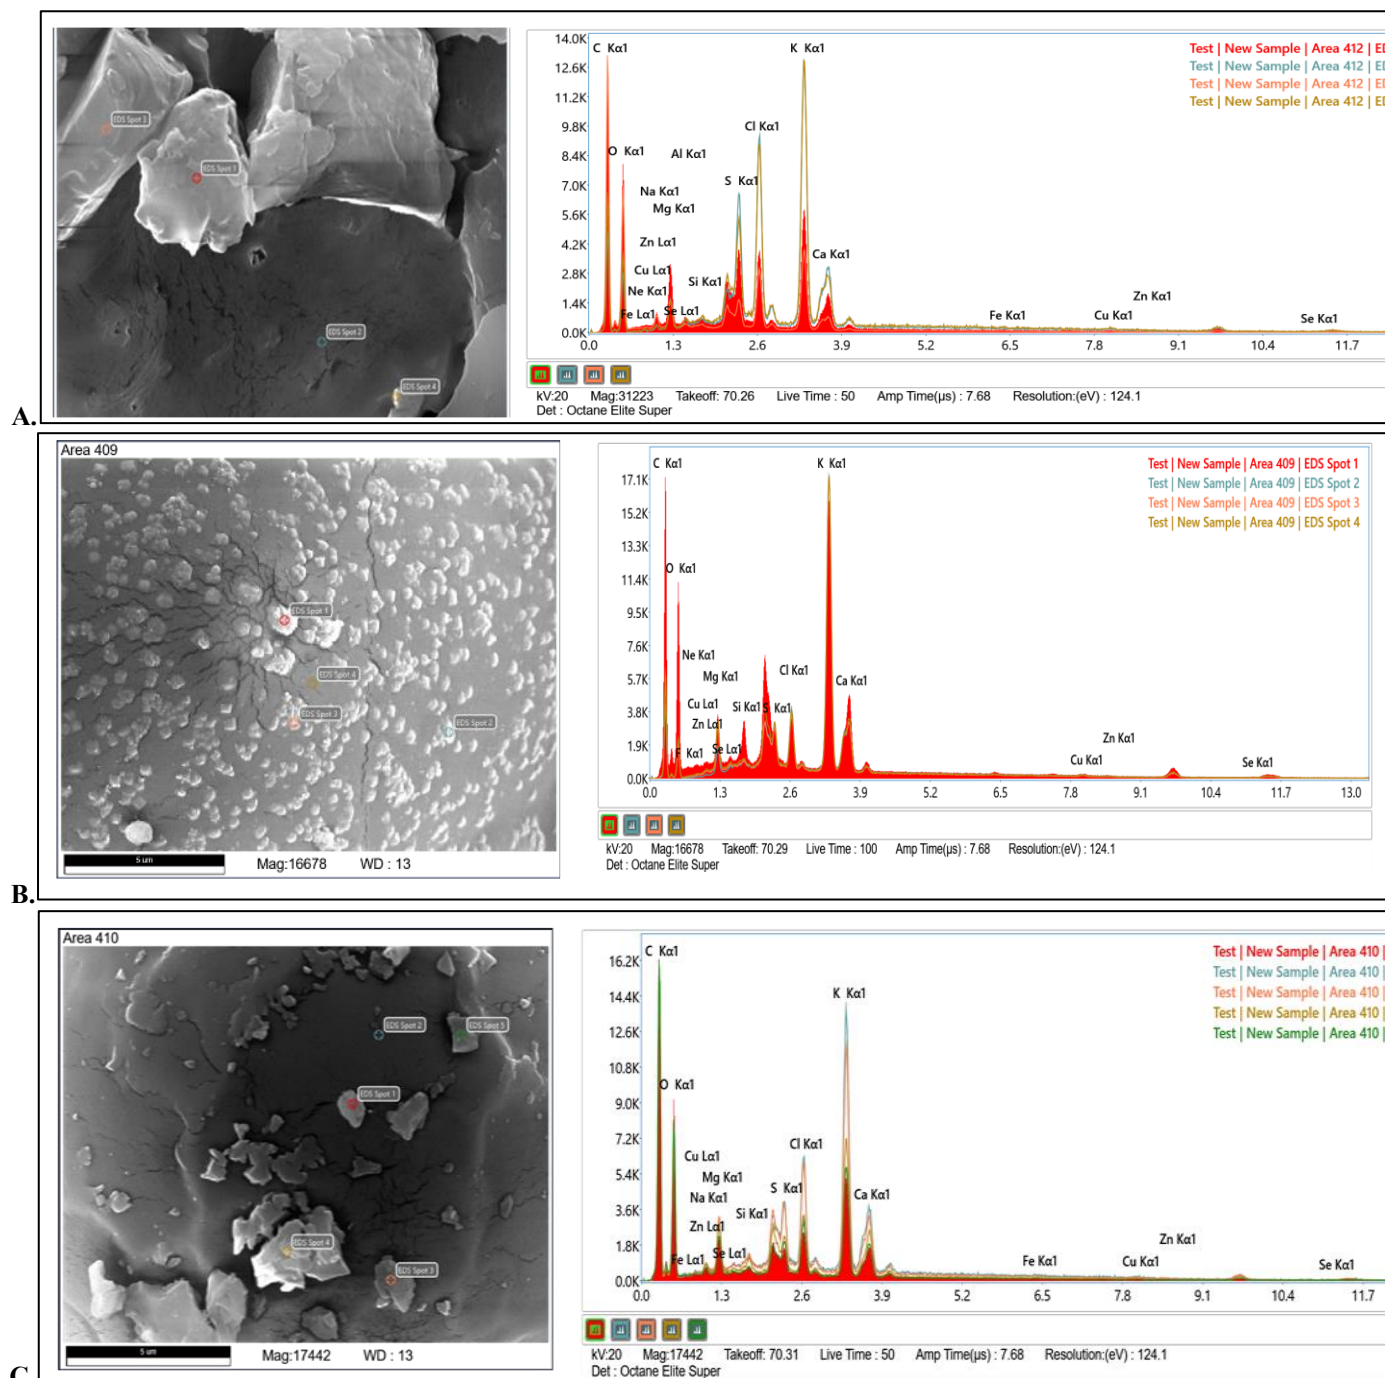 EDS Spot 3
EDS Spot 3
EDS Spot 2
EDS Spot 4
14.0K
12.6K
11.2K
9.8K
8.4K
7.0K
5.6K
4.2K
2.8K
1.4K
0.0K
C Kα1
K Kα1
O Kα1
Al Kα1
Cl Kα1
S Kα1
Na Kα1
Mg Kα1
Zn Lα1
Ca Kα1
Cu Lα1
Si Kα1
Ne Kα1
Fe Lα1
Se Lα1
Zn Kα1
Fe Kα1
Cu Kα1
Se Kα1
Test | New Sample | Area 412 | ED
Test | New Sample | Area 412 | ED
Test | New Sample | Area 412 | ED
Test | New Sample | Area 412 | ED
0.0 1.3 2.6 3.9 5.2 6.5 7.8 9.1 10.4 11.7
kV:20 Mag:31223 Takeoff: 70.26 Live Time : 50 Amp Time(µs) : 7.68 Resolution:(eV) : 124.1
Det : Octane Elite Super
A.
Area 409
EDS Spot 1
EDS Spot 4
EDS Spot 3
EDS Spot 2
5 um
Mag:16678 WD : 13
17.1K
15.2K
13.3K
11.4K
9.5K
7.6K
5.7K
3.8K
1.9K
0.0K
C Kα1
K Kα1
O Kα1
Ne Kα1
Mg Kα1
Cl Kα1
Ca Kα1
Cu Lα1
Si Kα1
S Kα1
Zn Lα1
F Kα1
Se Lα1
Zn Kα1
Cu Kα1
Se Kα1
Test | New Sample | Area 409 | EDS Spot 1
Test | New Sample | Area 409 | EDS Spot 2
Test | New Sample | Area 409 | EDS Spot 3
Test | New Sample | Area 409 | EDS Spot 4
0.0 1.3 2.6 3.9 5.2 6.5 7.8 9.1 10.4 11.7 13.0
kV:20 Mag:16678 Takeoff: 70.29 Live Time : 100 Amp Time(µs) : 7.68 Resolution:(eV) : 124.1
Det : Octane Elite Super
B.
Area 410
EDS Spot 2
EDS Spot 5
EDS Spot 1
EDS Spot 4
EDS Spot 3
5 um
Mag:17442 WD : 13
16.2K
14.4K
12.6K
10.8K
9.0K
7.2K
5.4K
3.6K
1.8K
0.0K
C Kα1
K Kα1
O Kα1
Cl Kα1
Cu Lα1
Mg Kα1
S Kα1
Na Kα1
Ca Kα1
Si Kα1
Zn Lα1
Fe Lα1
Se Lα1
Zn Kα1
Fe Kα1
Cu Kα1
Se Kα1
Test | New Sample | Area 410 |
Test | New Sample | Area 410 |
Test | New Sample | Area 410 |
Test | New Sample | Area 410 |
Test | New Sample | Area 410 |
0.0 1.3 2.6 3.9 5.2 6.5 7.8 9.1 10.4 11.7
kV:20 Mag:17442 Takeoff: 70.31 Live Time : 50 Amp Time(µs) : 7.68 Resolution:(eV) : 124.1
Det : Octane Elite Super
C.